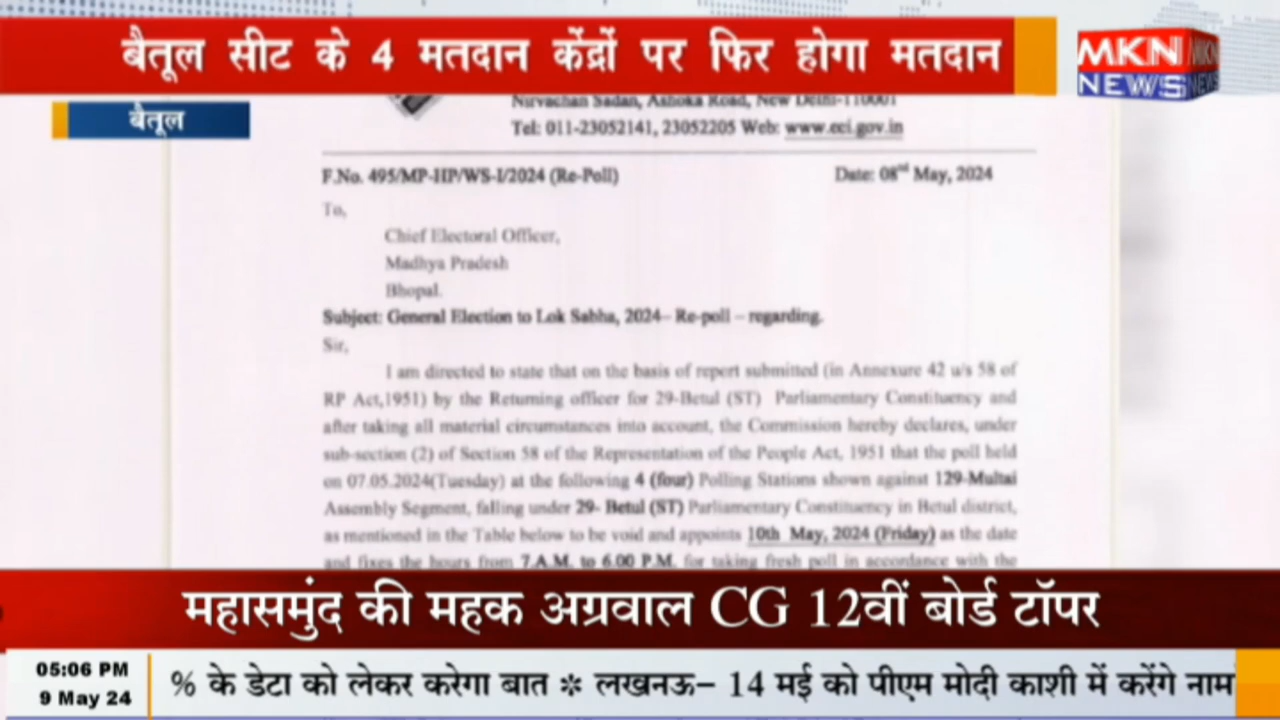 बैतूल सीट के 4 मतदान केंद्रों पर फिर होगा मतदान
MKN
NEWS
बैतूल
Nirvachan Sadan, Ashoka Road, New Delhi-110001
Tel: 011-23052141, 23052205 Web: www.eci.gov.in
F.No. 495/MP-HP/WS-I/2024 (Re-Poll) Date: 08nd May, 2024
To,
Chief Electoral Officer,
Madhya Pradesh
Bhopal.
Subject: General Election to Lok Sabha, 2024– Re-poll – regarding.
Sir,
I am directed to state that on the basis of report submitted (in Annexure 42 u/s 58 of
RP Act,1951) by the Returning officer for 29-Betul (ST) Parliamentary Constituency and
after taking all material circumstances into account, the Commission hereby declares, under
sub-section (2) of Section 58 of the Representation of the People Act, 1951 that the poll held
on 07.05.2024(Tuesday) at the following 4 (four) Polling Stations shown against 129-Multai
Assembly Segment, falling under 29- Betul (ST) Parliamentary Constituency in Betul district,
as mentioned in the Table below to be void and appoints 10th May, 2024 (Friday) as the date
and fixes the hours from 7 A.M. to 6.00 P.M. for taking fresh poll in accordance with the
महासमुंद की महक अग्रवाल CG 12वीं बोर्ड टॉपर
05:06 PM
9 May 24
% के डेटा को लेकर करेगा बात * लखनऊ– 14 मई को पीएम मोदी काशी में करेंगे नाम